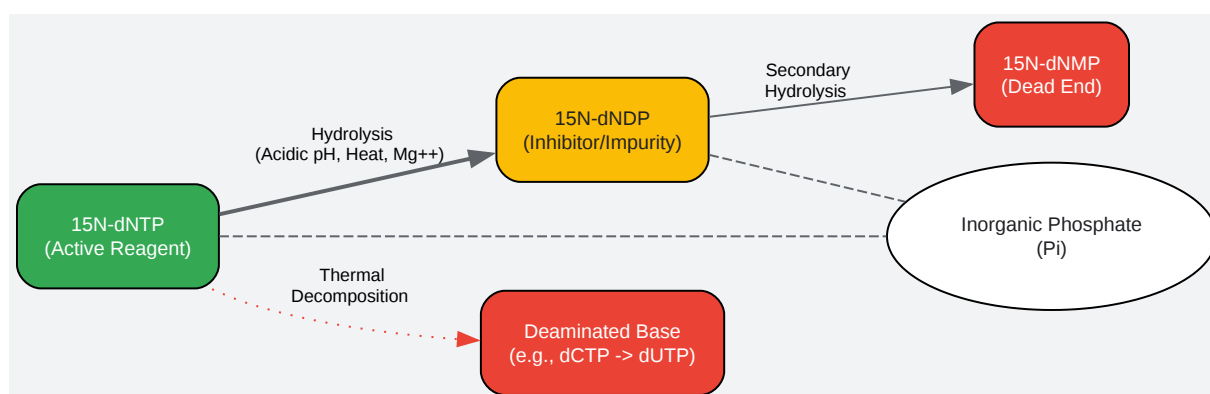 15N-dNTP
(Active Reagent)
Hydrolysis
(Acidic pH, Heat, Mg++)
15N-dNDP
(Inhibitor/Impurity)
Secondary
Hydrolysis
15N-dNMP
(Dead End)
Inorganic Phosphate
(Pi)
Thermal
Decomposition
Deaminated Base
(e.g., dCTP -> dUTP)